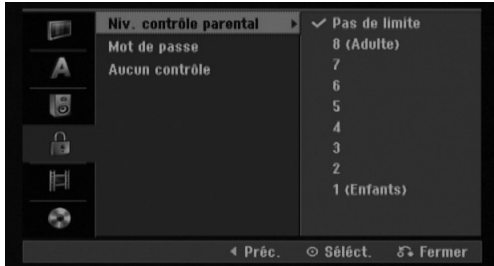 Niv. contrôle parental
Mot de passe
Aucun contrôle
Pas de limite
8 (Adulte)
7
6
5
4
3
2
1 (Enfants)
Préc.
Séléct.
Fermer